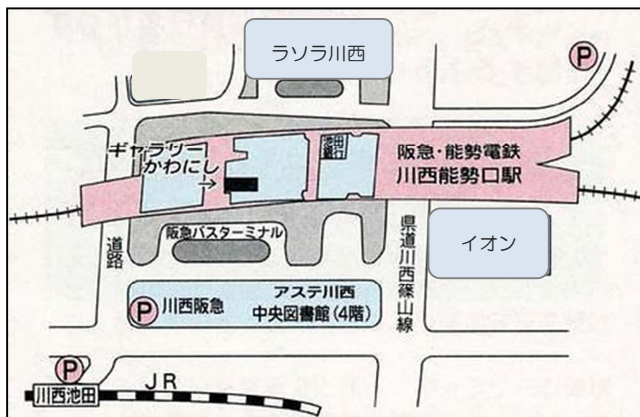 ラソラ川西
P
ギャラリー
かわにし
→
池田
銀行
阪急・能勢電鉄
川西能勢口駅
阪急バスターミナル
道路
県道川西篠山線
イオン
P
川西阪急
アステ川西
中央図書館(4階)
P
川西池田
JR